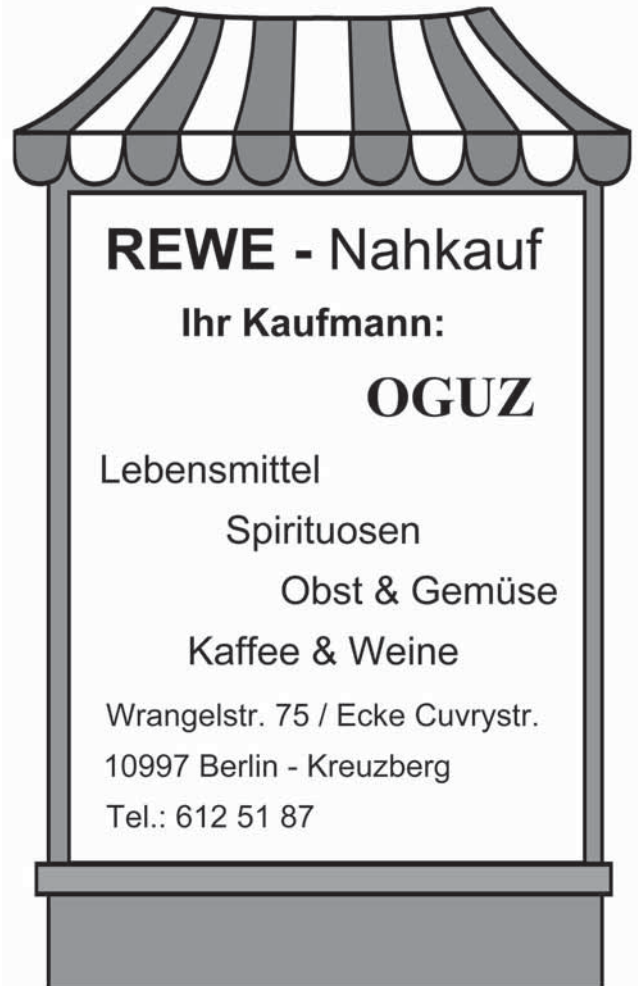 REWE - Nahkauf
Ihr Kaufmann:
OGUZ
Lebensmittel
Spirituosen
Obst & Gemüse
Kaffee & Weine
Wrangelstr. 75 / Ecke Cuvrystr.
10997 Berlin - Kreuzberg
Tel.: 612 51 87